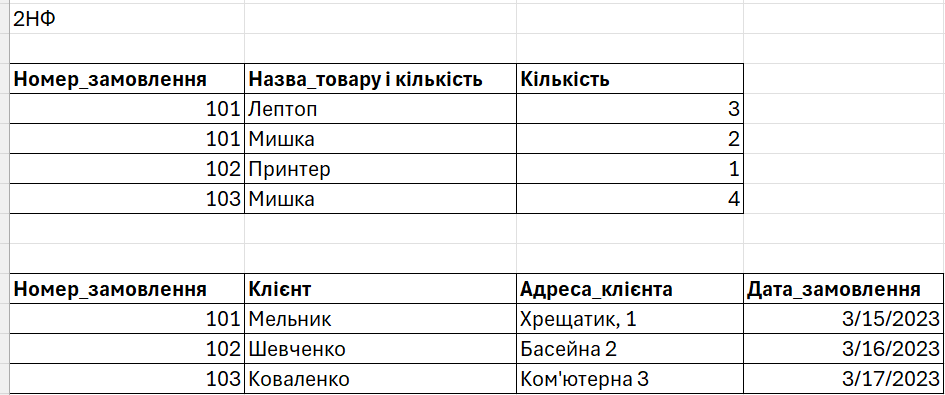 2НФ
Номер_замовлення Назва_товару і кількість Кількість
101 Лептоп 3
101 Мишка 2
102 Принтер 1
103 Мишка 4
Номер_замовлення Клієнт Адреса_клієнта Дата_замовлення
101 Мельник Хрещатик, 1 3/15/2023
102 Шевченко Басейна 2 3/16/2023
103 Коваленко Ком'ютерна 3 3/17/2023